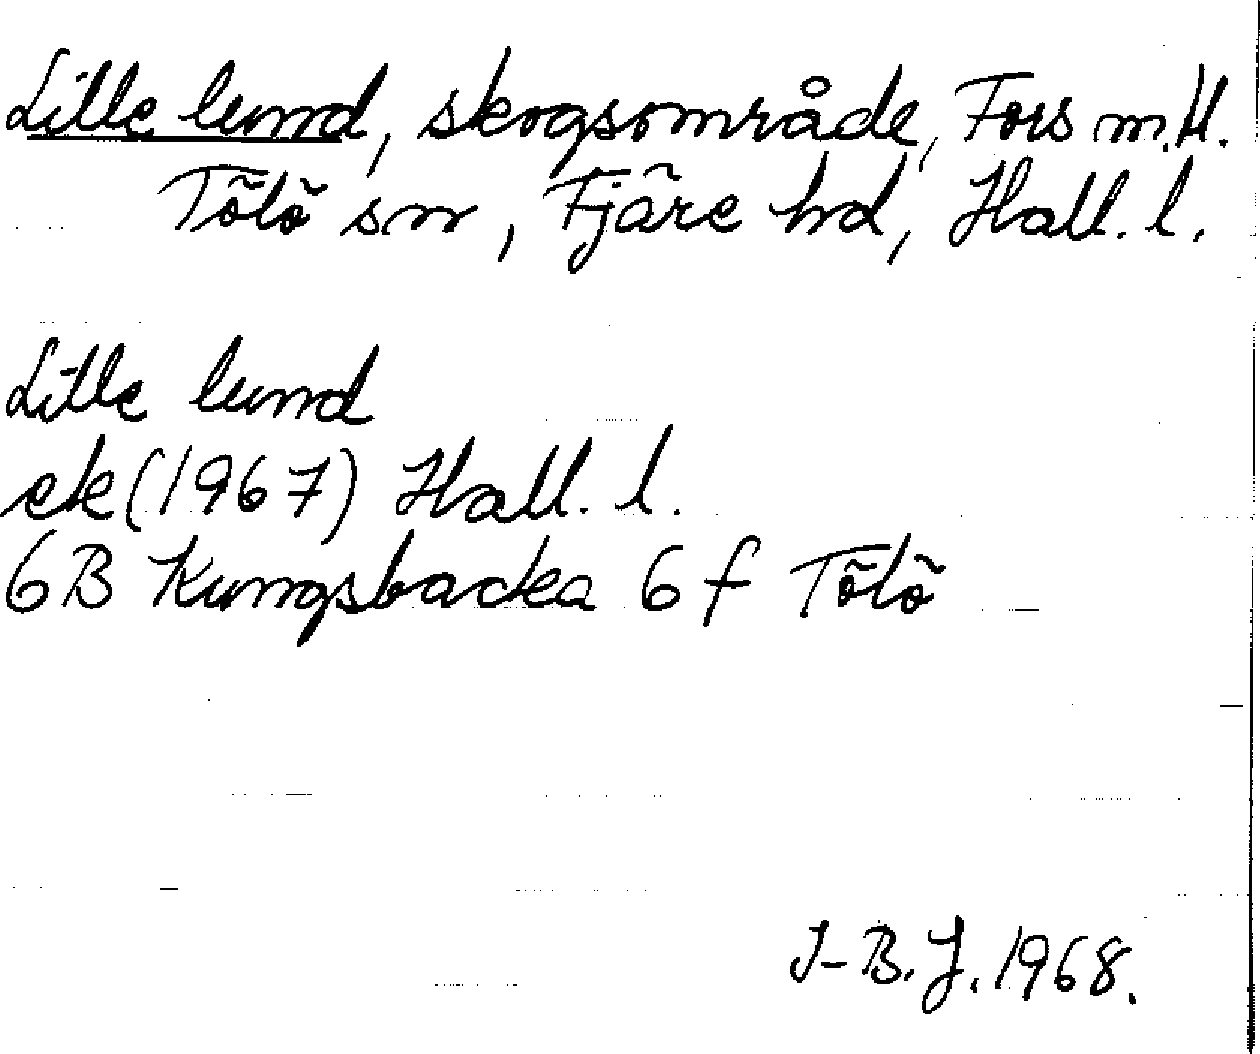 Lille lund, skogsområde, Fors m.fl.
Tölö sn, Fjäre hd, Hall. l.
Lille lund
ek (1967) Hall. l.
6B Kungsbacka 6 f Tölö
I-B. J. 1968.